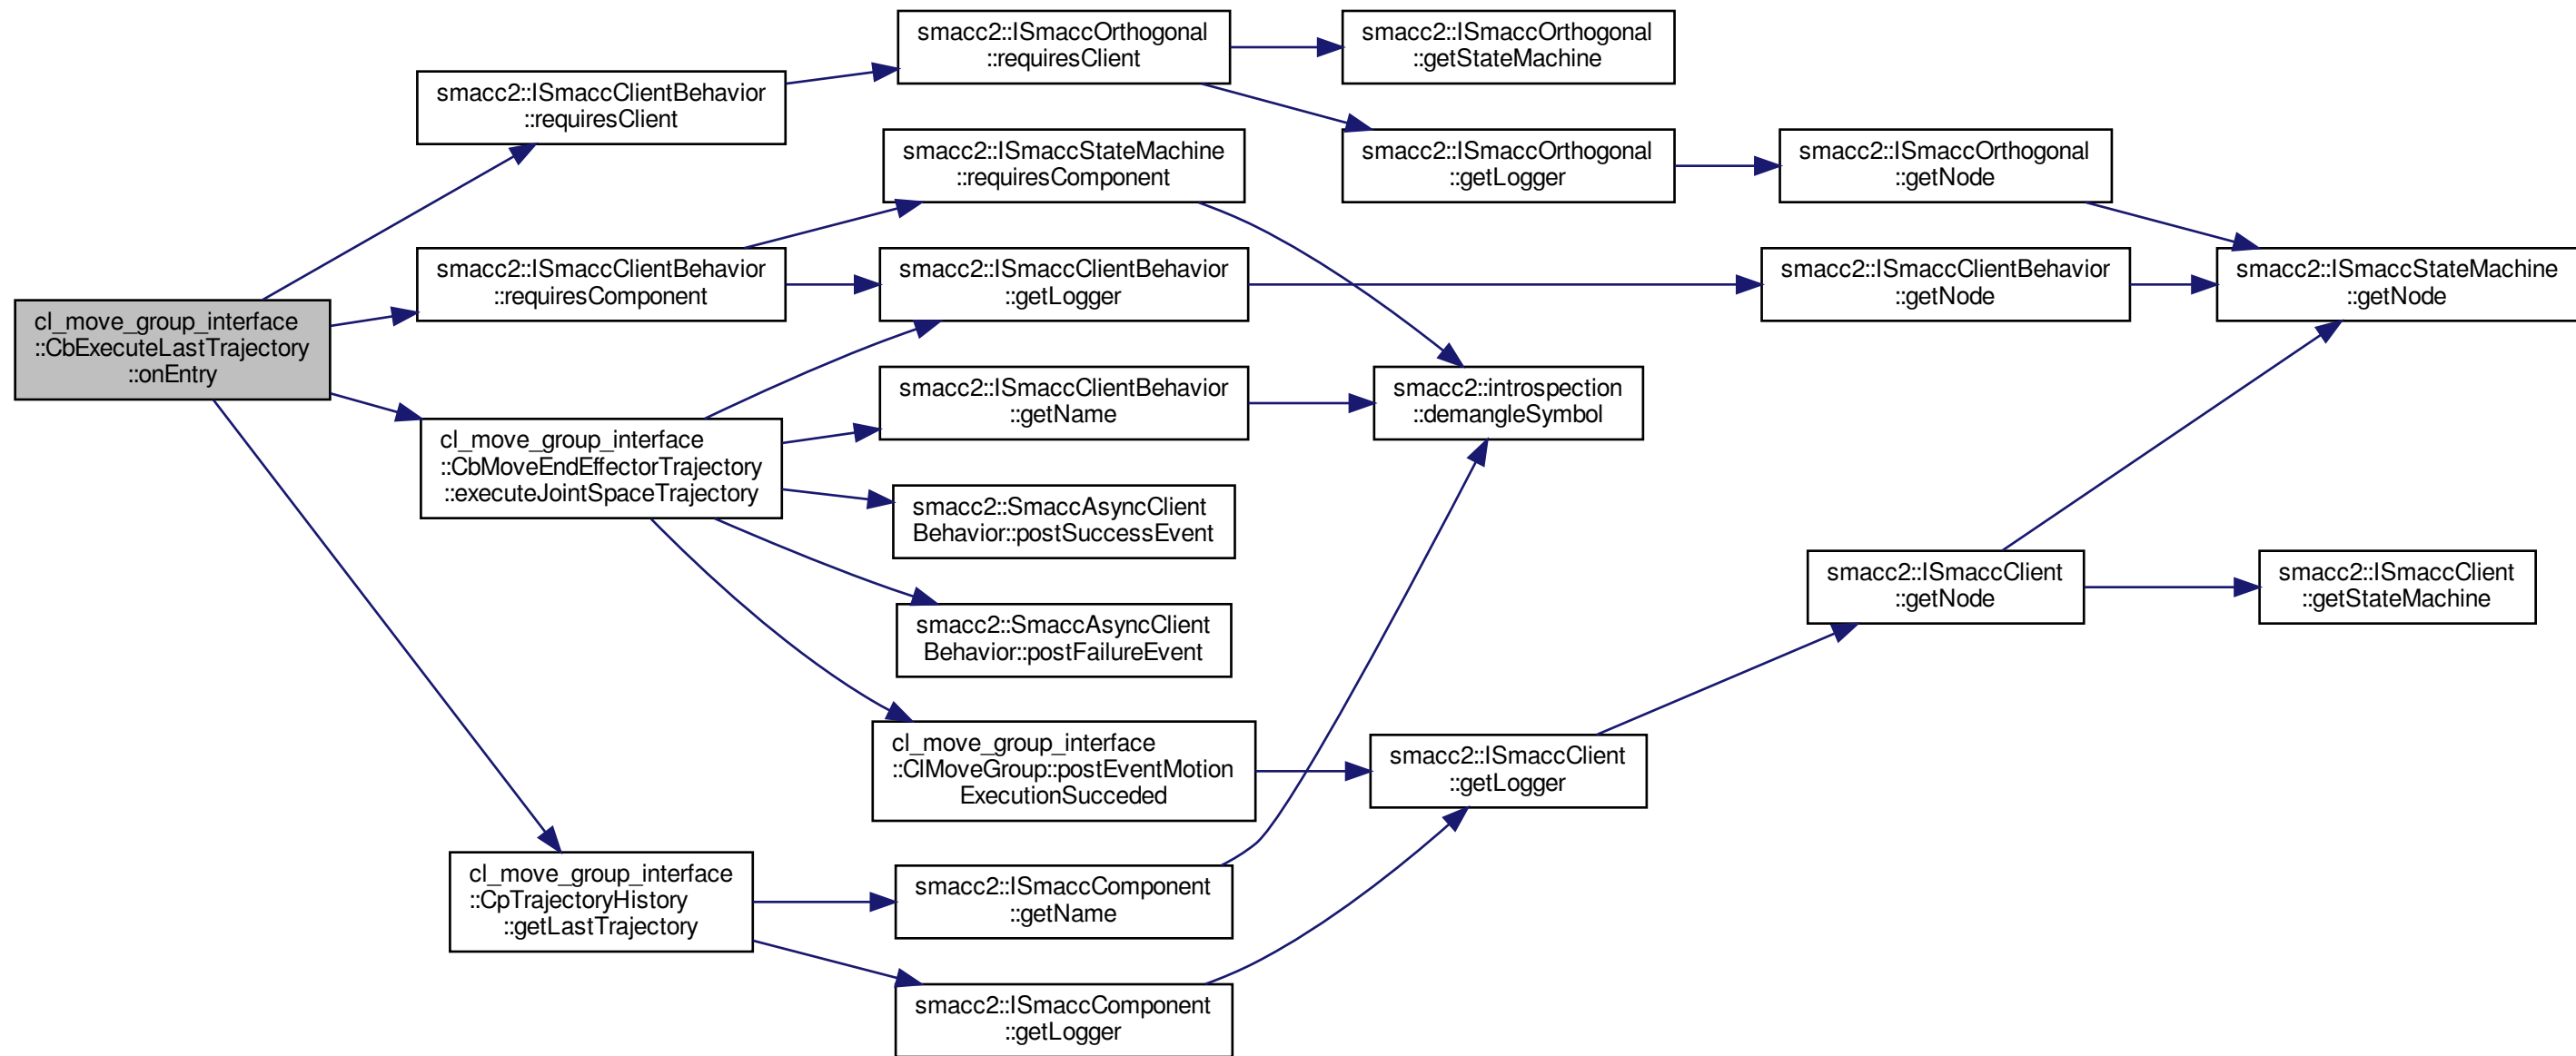 smacc2::ISmaccOrthogonal
::requiresClient
smacc2::ISmaccOrthogonal
::getStateMachine
smacc2::ISmaccClientBehavior
::requiresClient
smacc2::ISmaccStateMachine
::requiresComponent
smacc2::ISmaccOrthogonal
::getLogger
smacc2::ISmaccOrthogonal
::getNode
smacc2::ISmaccClientBehavior
::requiresComponent
smacc2::ISmaccClientBehavior
::getLogger
smacc2::ISmaccClientBehavior
::getNode
smacc2::ISmaccStateMachine
::getNode
cl_move_group_interface
::CbExecuteLastTrajectory
::onEntry
smacc2::ISmaccClientBehavior
::getName
smacc2::introspection
::demangleSymbol
cl_move_group_interface
::CbMoveEndEffectorTrajectory
::executeJointSpaceTrajectory
smacc2::SmaccAsyncClient
Behavior::postSuccessEvent
smacc2::SmaccAsyncClient
Behavior::postFailureEvent
smacc2::ISmaccClient
::getNode
smacc2::ISmaccClient
::getStateMachine
cl_move_group_interface
::ClMoveGroup::postEventMotion
ExecutionSucceded
smacc2::ISmaccClient
::getLogger
cl_move_group_interface
::CpTrajectoryHistory
::getLastTrajectory
smacc2::ISmaccComponent
::getName
smacc2::ISmaccComponent
::getLogger